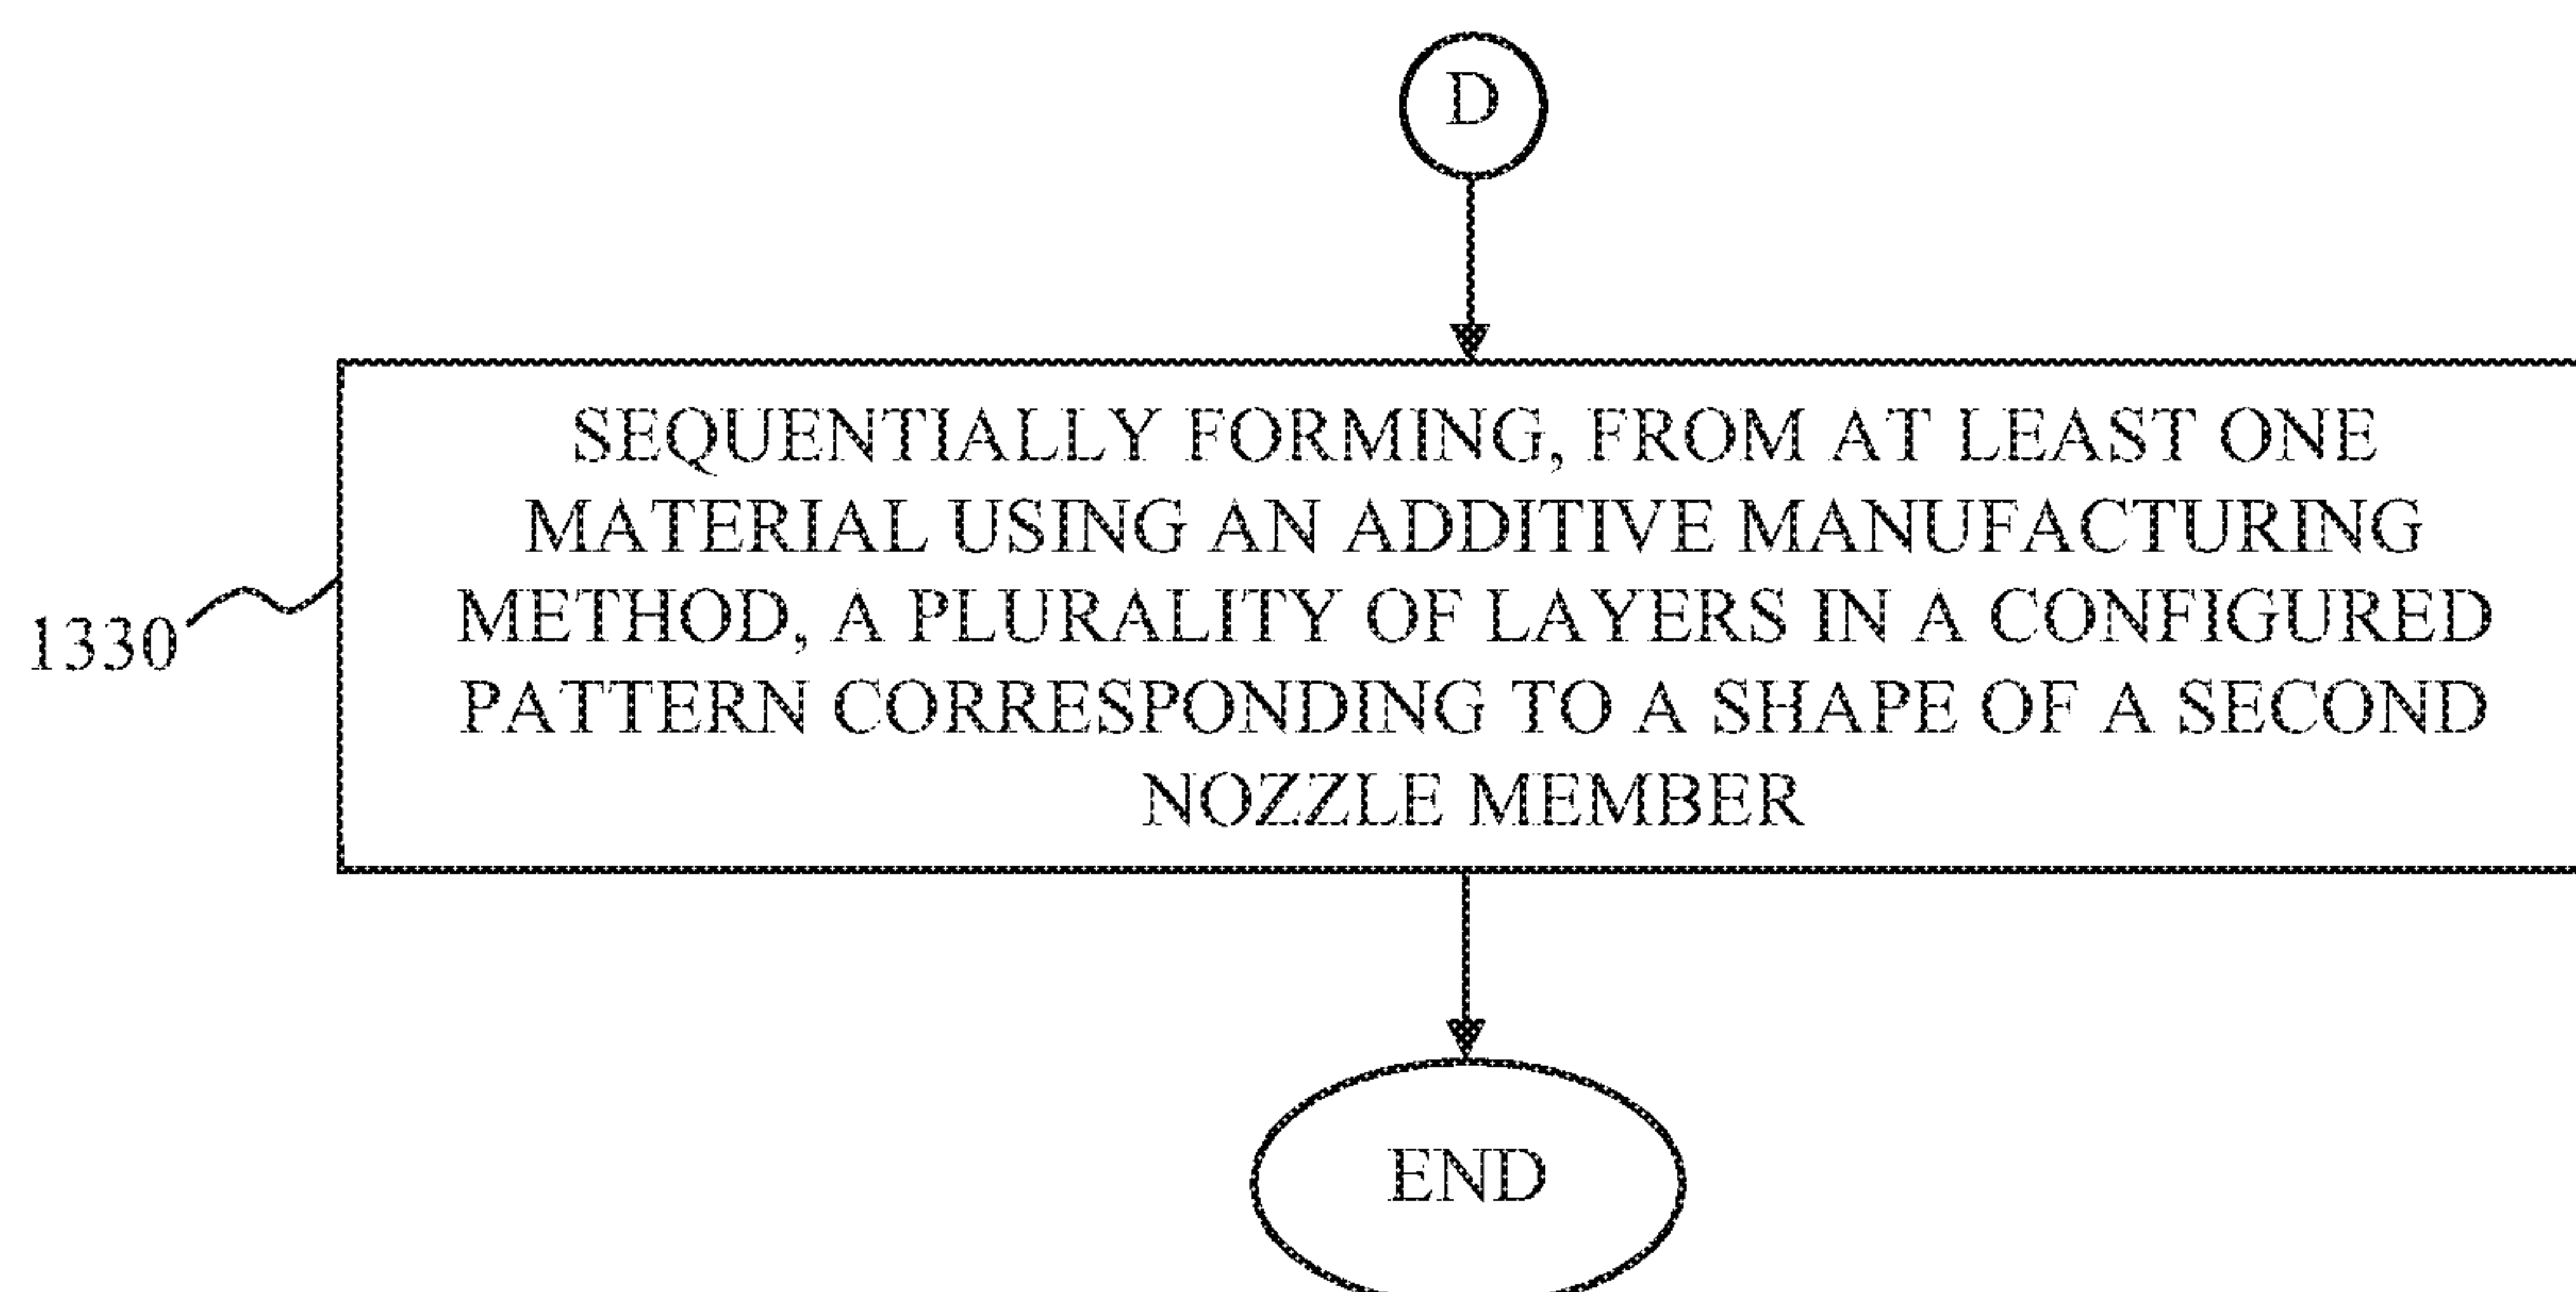 D
SEQUENTIALLY FORMING, FROM AT LEAST ONE
MATERIAL USING AN ADDITIVE MANUFACTURING
METHOD, A PLURALITY OF LAYERS IN A CONFIGURED
PATTERN CORRESPONDING TO A SHAPE OF A SECOND
NOZZLE MEMBER
1330
END